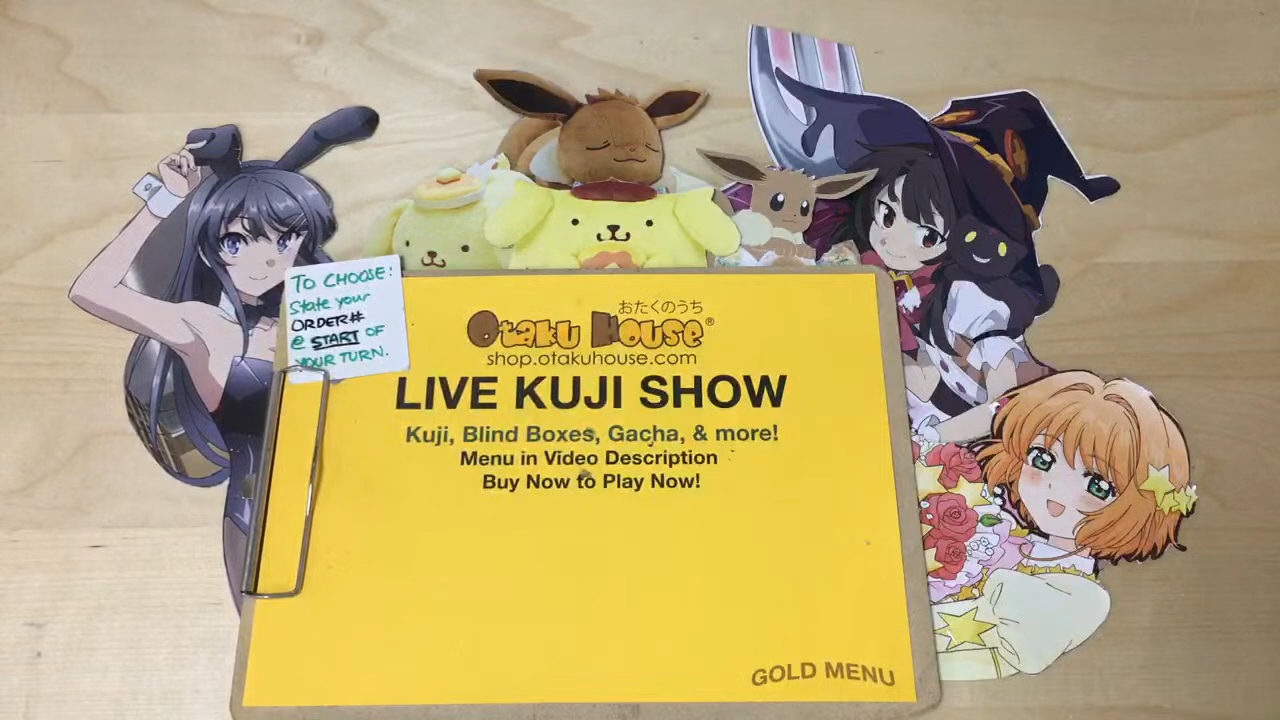 TO CHOOSE:
State your
ORDER#
@ START OF
YOUR TURN.
おたくのうち
Otaku House®
shop.otakuhouse.com
LIVE KUJI SHOW
Kuji, Blind Boxes, Gacha, & more!
Menu in Video Description
Buy Now to Play Now!
GOLD MENU